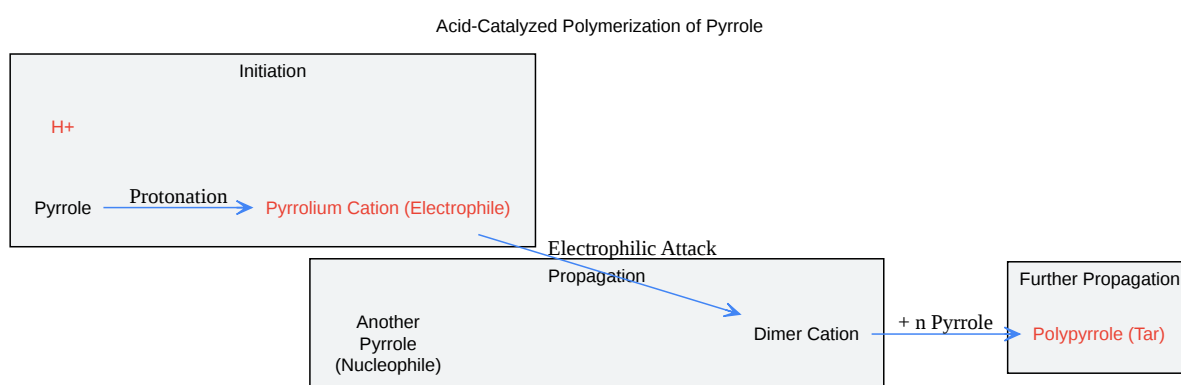 Acid-Catalyzed Polymerization of Pyrrole
Initiation
H+
Pyrrole
Protonation
Pyrrolium Cation (Electrophile)
Electrophilic Attack
Propagation
Another
Pyrrole
(Nucleophile)
Dimer Cation
+ n Pyrrole
Further Propagation
Polypyrrole (Tar)